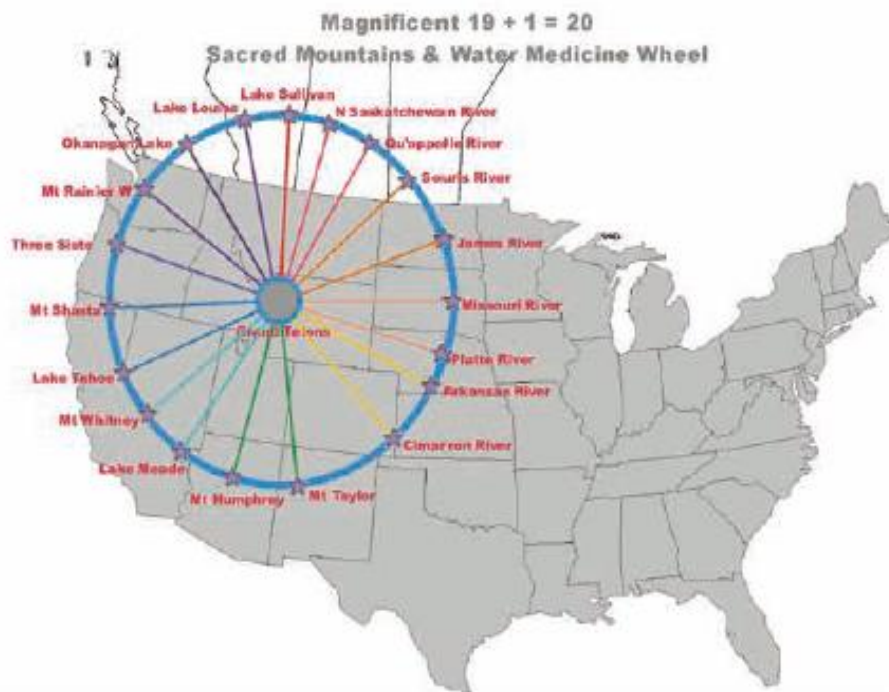 Magnificent 19 + 1 = 20
Sacred Mountains & Water Medicine Wheel
Lake Sullivan
Lake Louise
N Saskatchewan River
Okanagan Lake
Qu'appelle River
Mt Rainier W
Souris River
Three Sists
James River
Mt Shasta
Missouri River
Grand Tetons
Platte River
Lake Tahoe
Arkansas River
Mt Whitney
Cimarron River
Lake Meade
Mt Humphrey
Mt Taylor